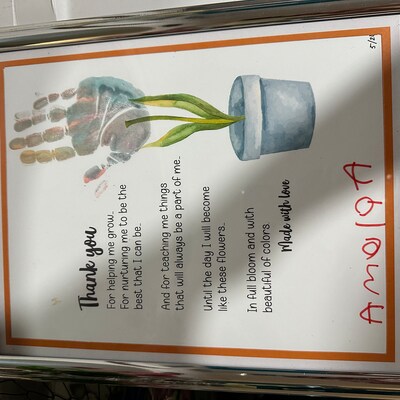 Thank you
For helping me grow.
For nurturing me to be the
best that I can be.
And for teaching me things
that will always be a part of me.
Until the day I will become
like these flowers.
In full bloom and with
beautiful of colors
Made with love